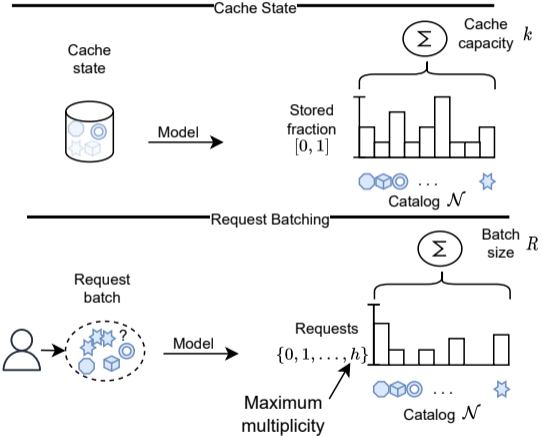 Cache State
Cache
state
Model
Σ
Cache
capacity k
Stored
fraction
[0, 1]
...
Catalog 𝒩
Request Batching
Request
batch
?
Model
Σ
Batch
size R
Requests
{0, 1, . . . , h}
...
Catalog 𝒩
Maximum
multiplicity